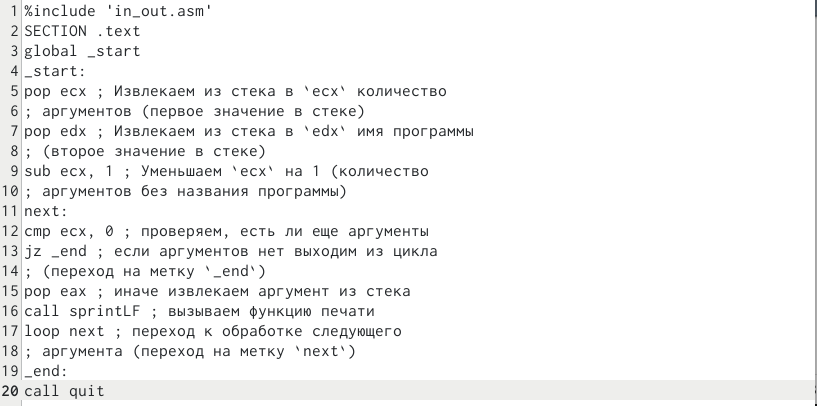 1 %include 'in_out.asm'
2 SECTION .text
3 global _start
4 _start:
5 pop ecx ; Извлекаем из стека в `ecx` количество
6 ; аргументов (первое значение в стеке)
7 pop edx ; Извлекаем из стека в `edx` имя программы
8 ; (второе значение в стеке)
9 sub ecx, 1 ; Уменьшаем `ecx` на 1 (количество
10 ; аргументов без названия программы)
11 next:
12 cmp ecx, 0 ; проверяем, есть ли еще аргументы
13 jz _end ; если аргументов нет выходим из цикла
14 ; (переход на метку `_end`)
15 pop eax ; иначе извлекаем аргумент из стека
16 call sprintLF ; вызываем функцию печати
17 loop next ; переход к обработке следующего
18 ; аргумента (переход на метку `next`)
19 _end:
20 call quit